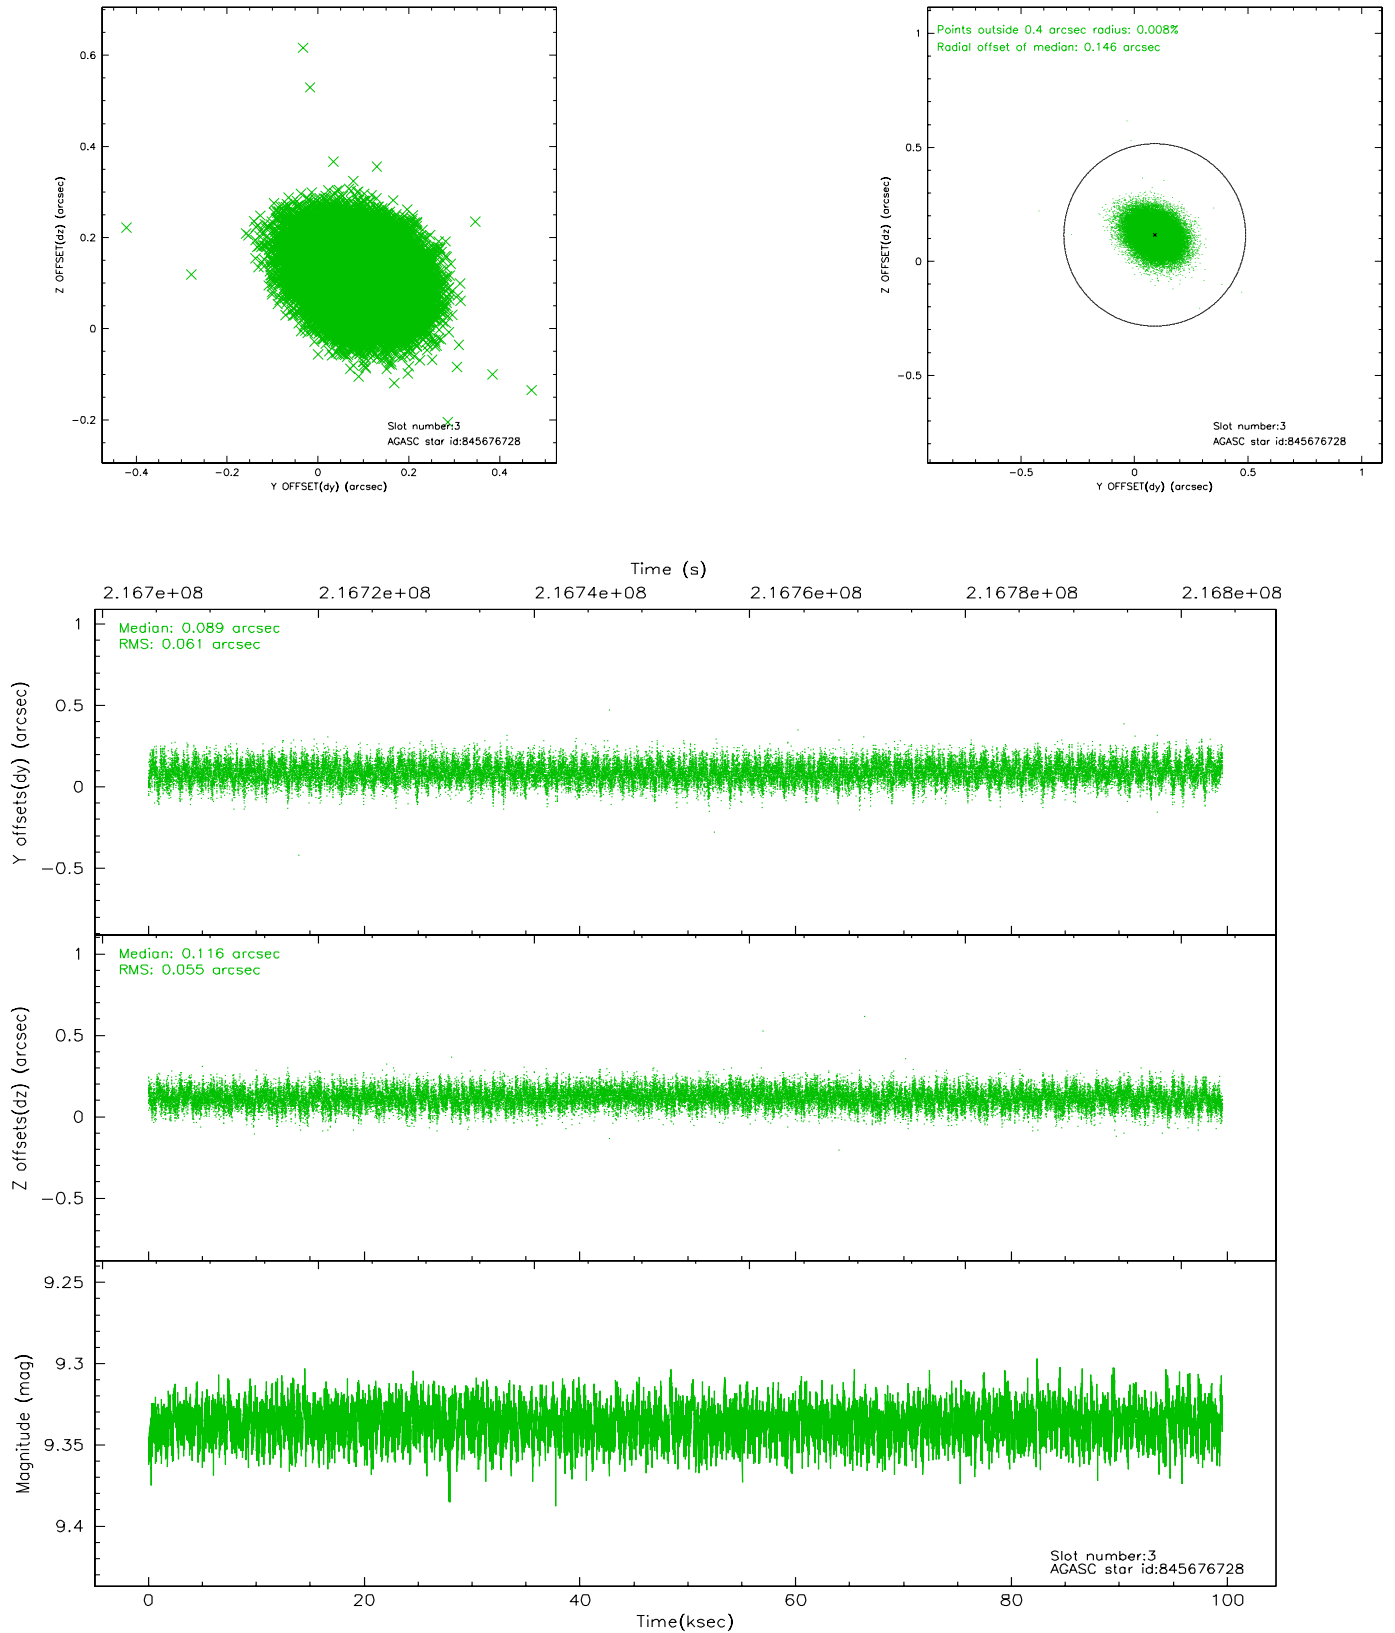 0.6
0.4
0.2
0
−0.2
−0.4
−0.2
0
0.2
0.4
Z OFFSET(dz) (arcsec)
Y OFFSET(dy) (arcsec)
Slot number:3
AGASC star id:845676728
Points outside 0.4 arcsec radius: 0.008%
Radial offset of median: 0.146 arcsec
1
0.5
0
−0.5
−0.5
0
0.5
1
Z OFFSET(dz) (arcsec)
Y OFFSET(dy) (arcsec)
Slot number:3
AGASC star id:845676728
Time (s)
2.167e+08
2.1672e+08
2.1674e+08
2.1676e+08
2.1678e+08
2.168e+08
Median: 0.089 arcsec
RMS: 0.061 arcsec
1
0.5
0
−0.5
Y offsets(dy) (arcsec)
Median: 0.116 arcsec
RMS: 0.055 arcsec
1
0.5
0
−0.5
Z offsets(dz) (arcsec)
9.25
9.3
9.35
9.4
Magnitude (mag)
Slot number:3
AGASC star id:845676728
0
20
40
60
80
100
Time(ksec)